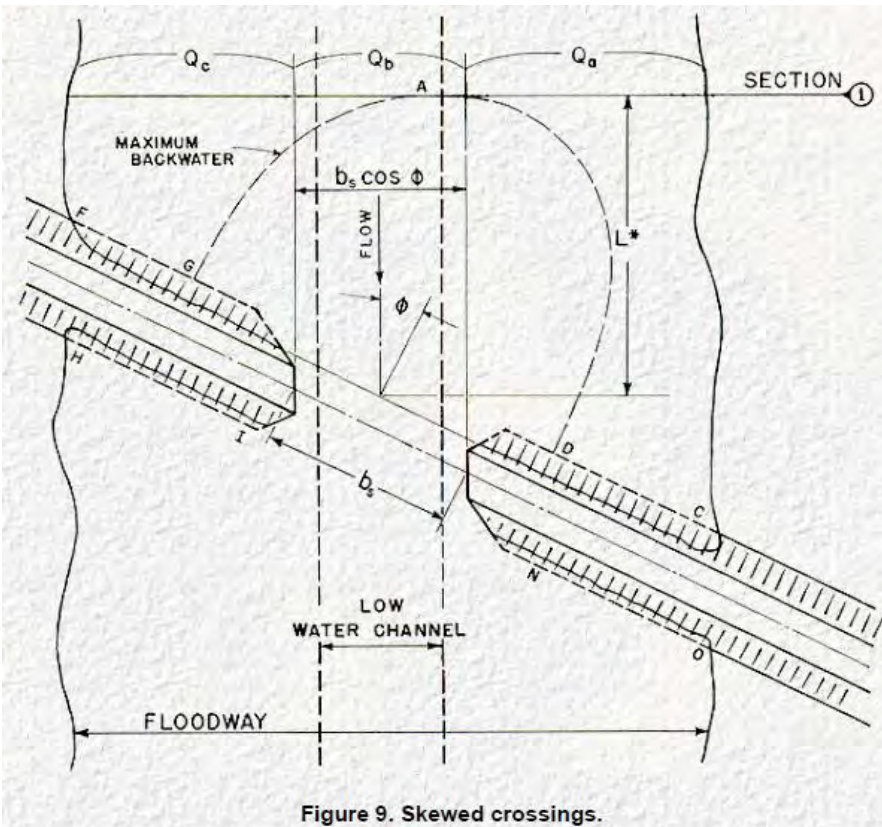 Qc Qb Qa
A
SECTION 1
MAXIMUM
BACKWATER
bs cos ϕ
FLOW
L*
F
G
ϕ
H
I
D
C
bs
N
O
LOW
WATER CHANNEL
FLOODWAY
Figure 9. Skewed crossings.